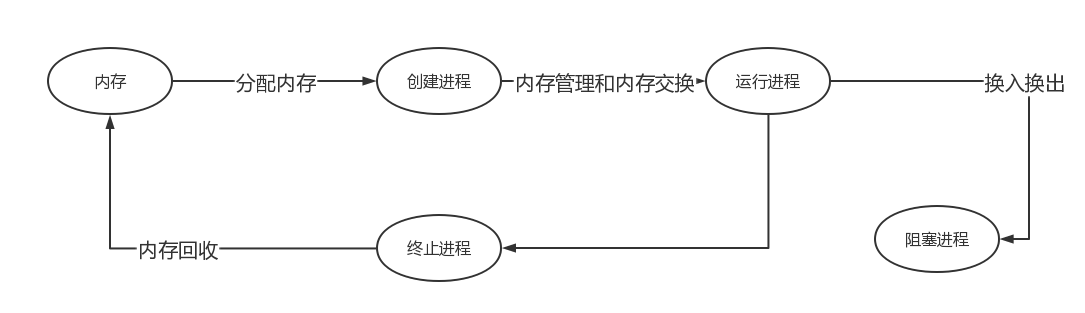 内存
分配内存
创建进程
内存管理和内存交换
运行进程
换入换出
阻塞进程
内存回收
终止进程